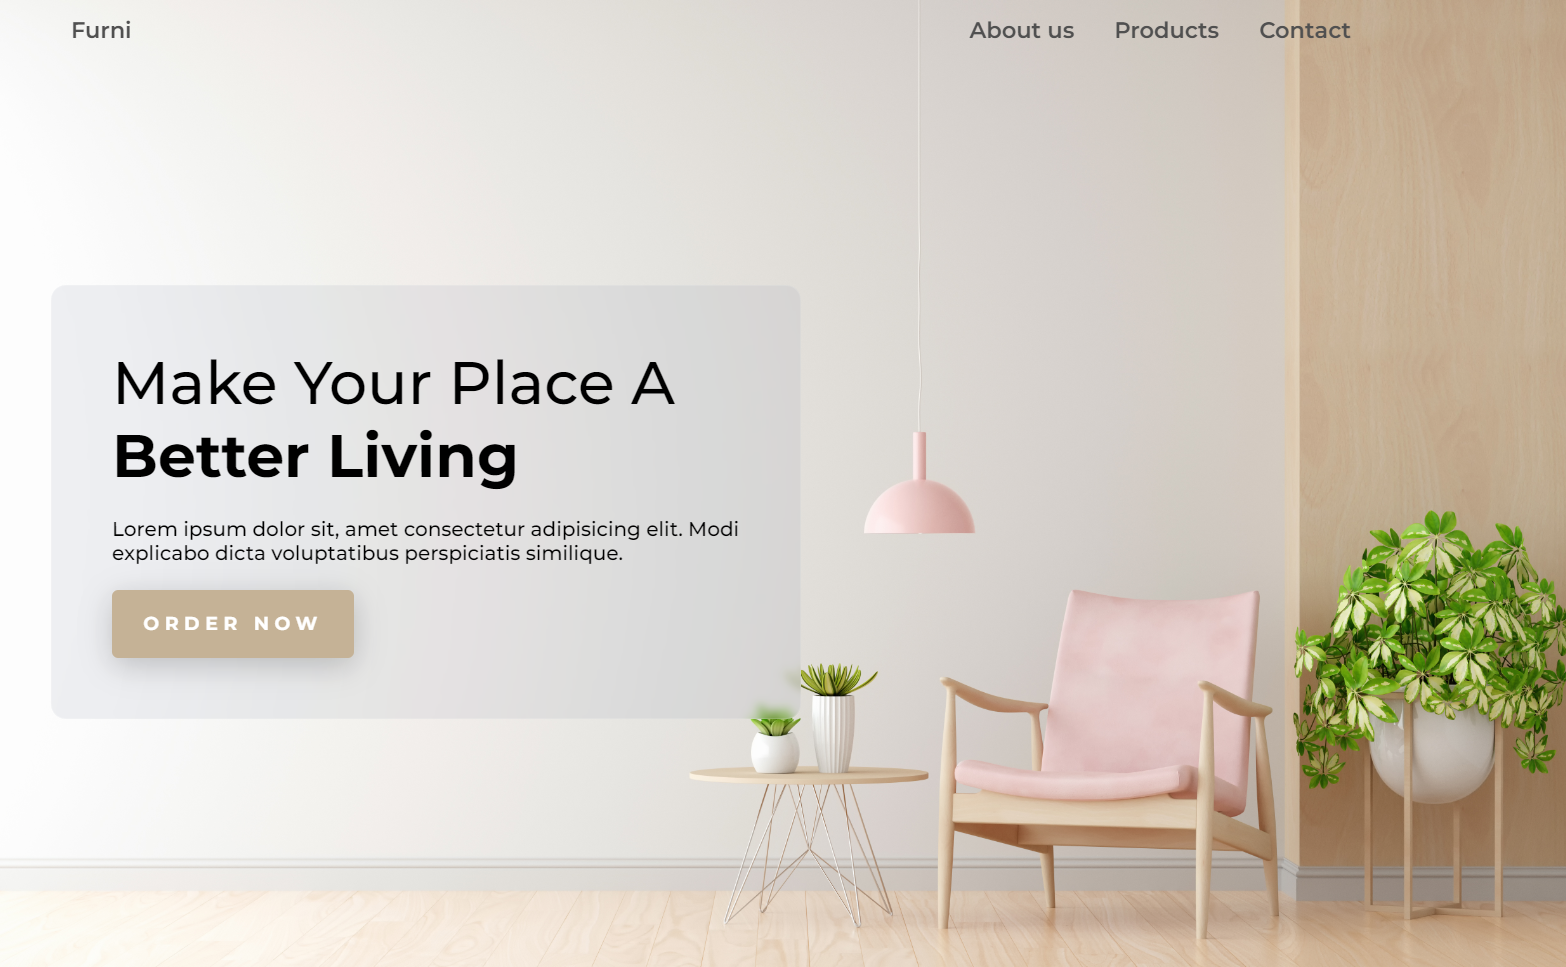 Furni
About us Products Contact
Make Your Place A
Better Living
Lorem ipsum dolor sit, amet consectetur adipisicing elit. Modi
explicabo dicta voluptatibus perspiciatis similique.
ORDER NOW